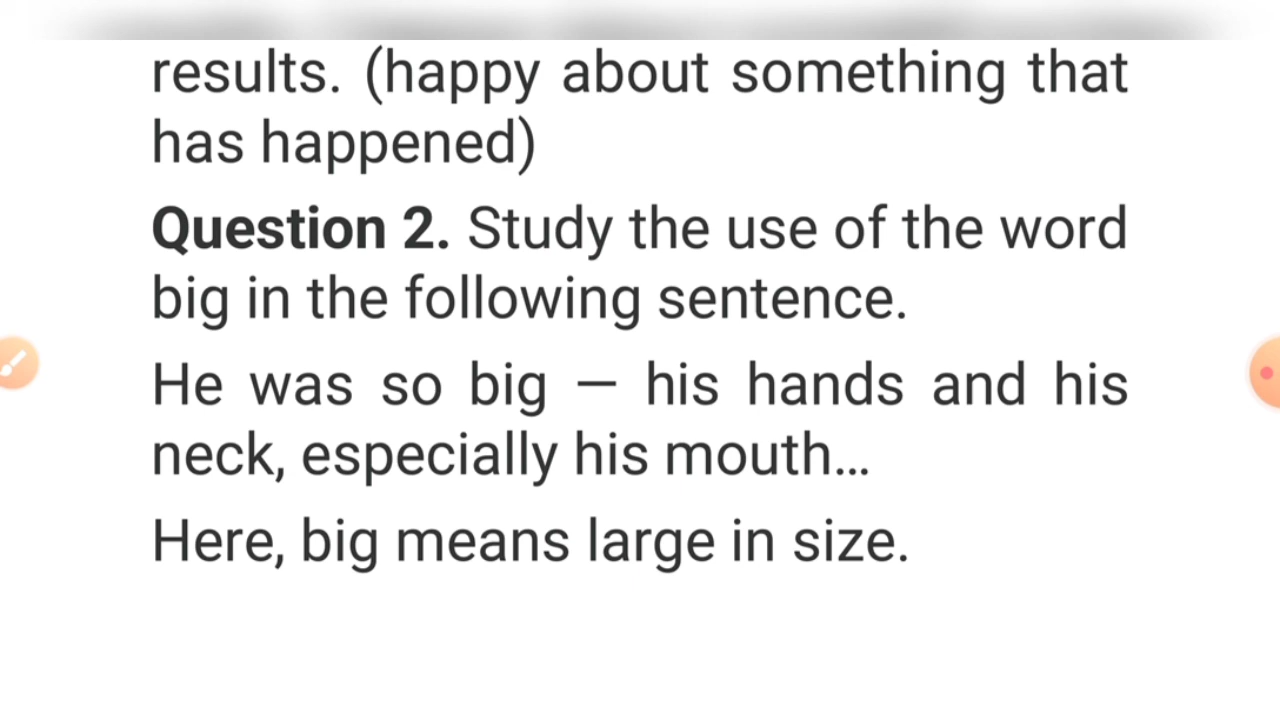 results. (happy about something that
has happened)
Question 2. Study the use of the word
big in the following sentence.
He was so big — his hands and his
neck, especially his mouth...
Here, big means large in size.